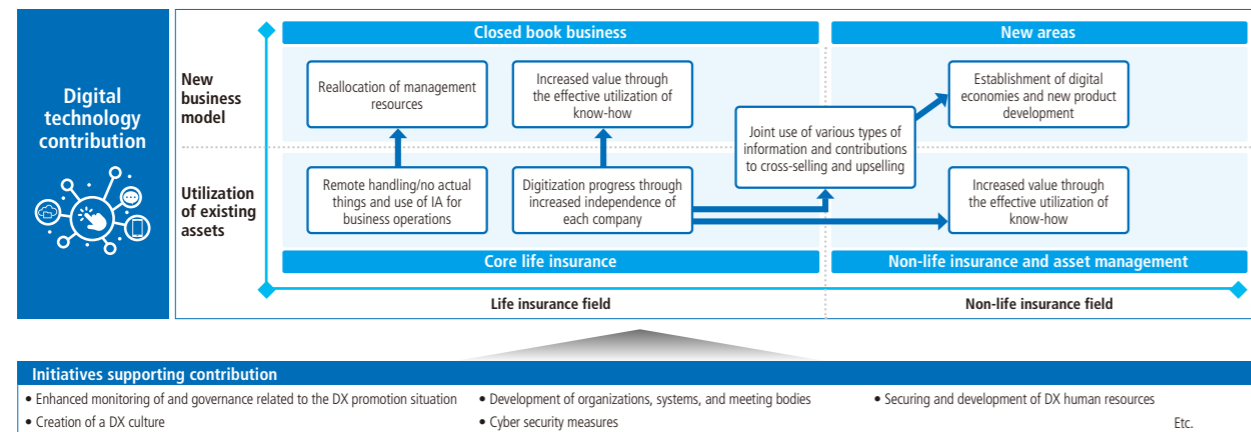 Digital
technology
contribution
New
business
model
Utilization
of existing
assets
Closed book business
New areas
Reallocation of management
resources
Increased value through
the effective utilization of
know-how
Joint use of various types of
information and contributions
to cross-selling and upselling
Establishment of digital
economies and new product
development
Remote handling/no actual
things and use of IA for
business operations
Digitization progress through
increased independence of
each company
Increased value through
the effective utilization of
know-how
Core life insurance
Non-life insurance and asset management
Life insurance field
Non-life insurance field
Initiatives supporting contribution
• Enhanced monitoring of and governance related to the DX promotion situation
• Development of organizations, systems, and meeting bodies
• Securing and development of DX human resources
• Creation of a DX culture
• Cyber security measures
Etc.